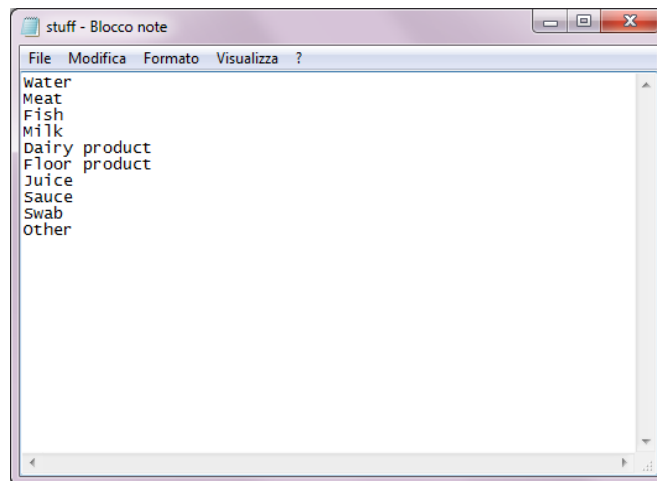 stuff - Blocco note
File Modifica Formato Visualizza ?
Water
Meat
Fish
Milk
Dairy product
Floor product
Juice
Sauce
Swab
Other